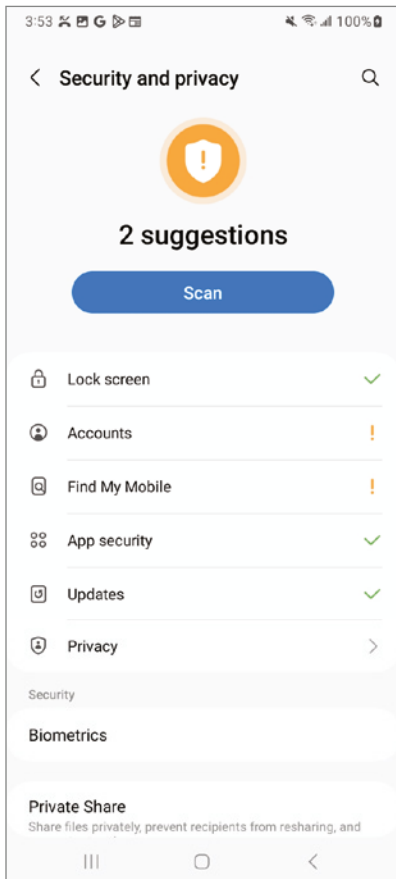 3:53 G 100%
Security and privacy
2 suggestions
Scan
Lock screen
Accounts
Find My Mobile
App security
Updates
Privacy
Security
Biometrics
Private Share
Share files privately, prevent recipients from resharing, and